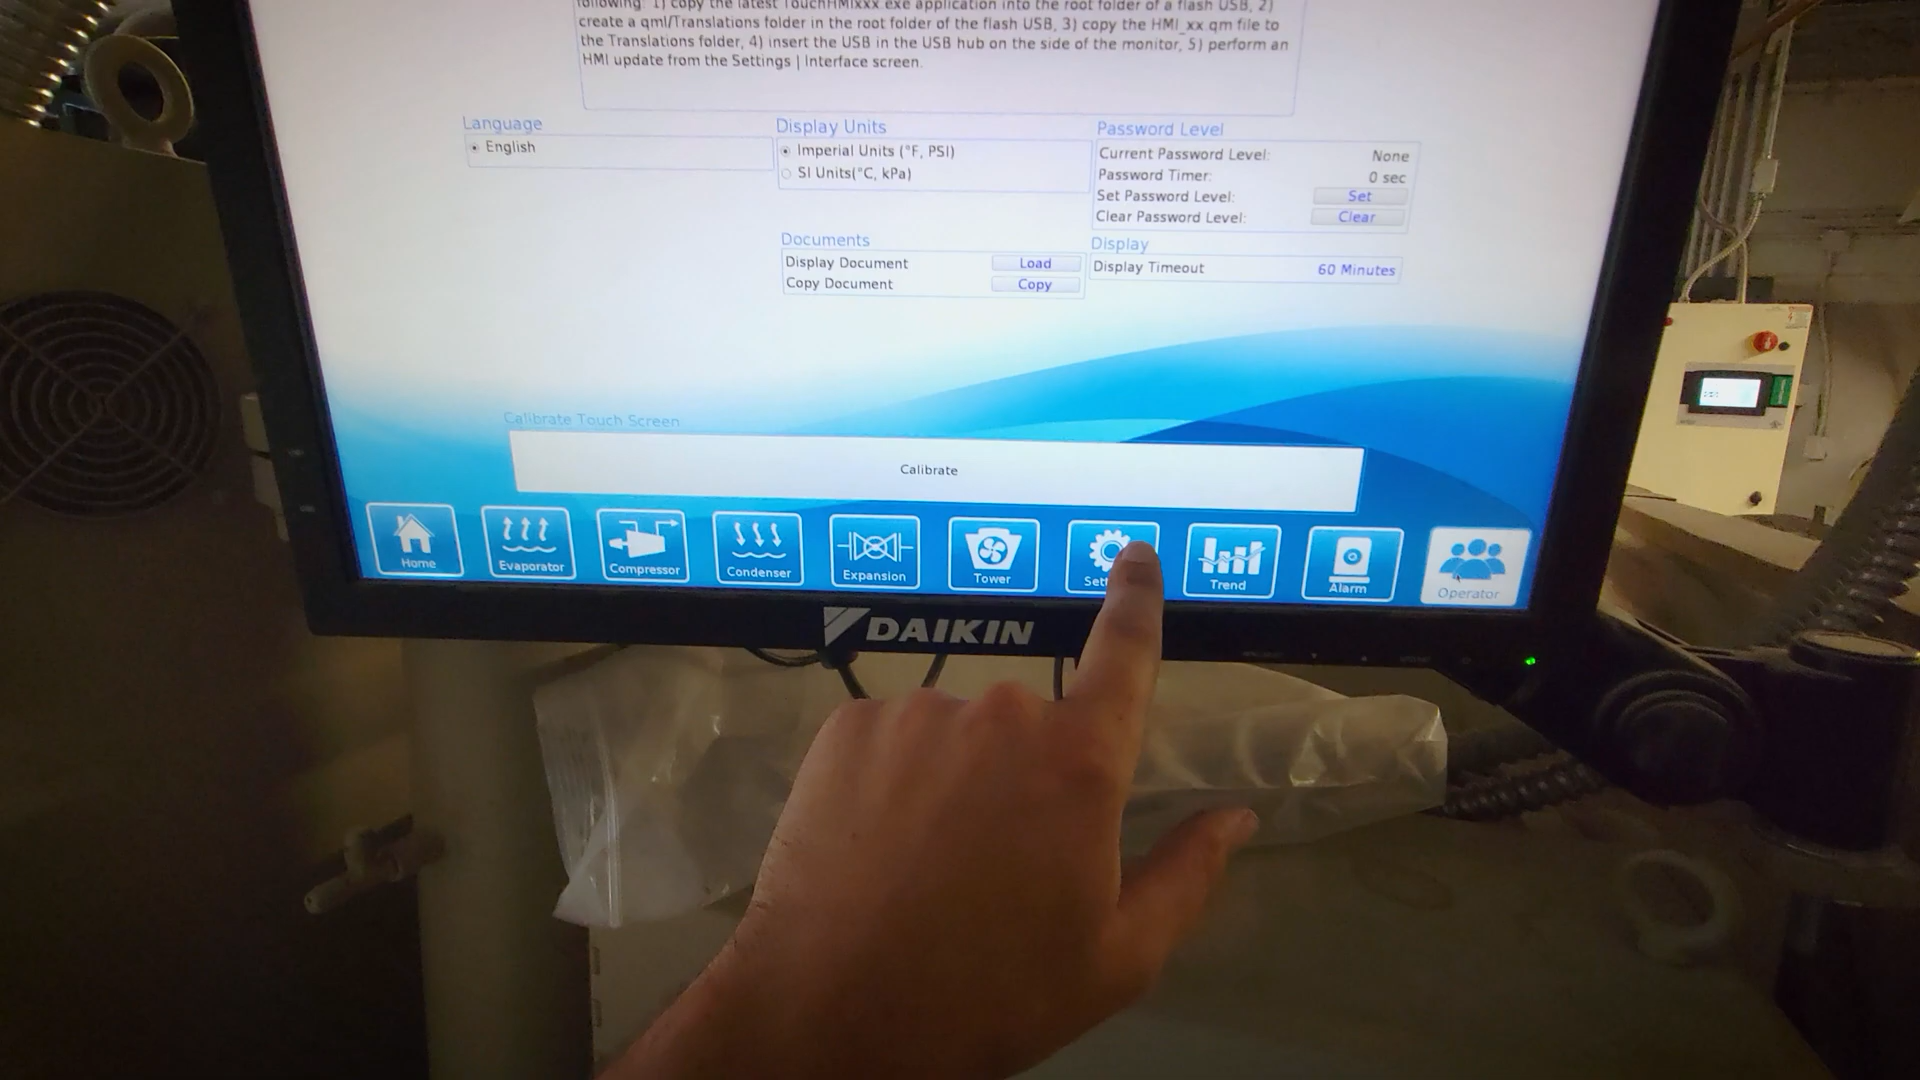 following: 1) copy the latest TouchHMIxxx exe application into the root folder of a flash USB, 2)
create a qml/Translations folder in the root folder of the flash USB, 3) copy the HMI_xx qm file to
the Translations folder, 4) insert the USB in the USB hub on the side of the monitor, 5) perform an
HMI update from the Settings | Interface screen.
Language
English
Display Units
Imperial Units (°F, PSI)
SI Units(°C, kPa)
Password Level
Current Password Level: None
Password Timer: 0 sec
Set Password Level: Set
Clear Password Level: Clear
Documents
Display Document Load
Copy Document Copy
Display
Display Timeout 60 Minutes
Calibrate Touch Screen
Calibrate
Home
Evaporator
Compressor
Condenser
Expansion
Tower
Trend
Alarm
Operator
DAIKIN